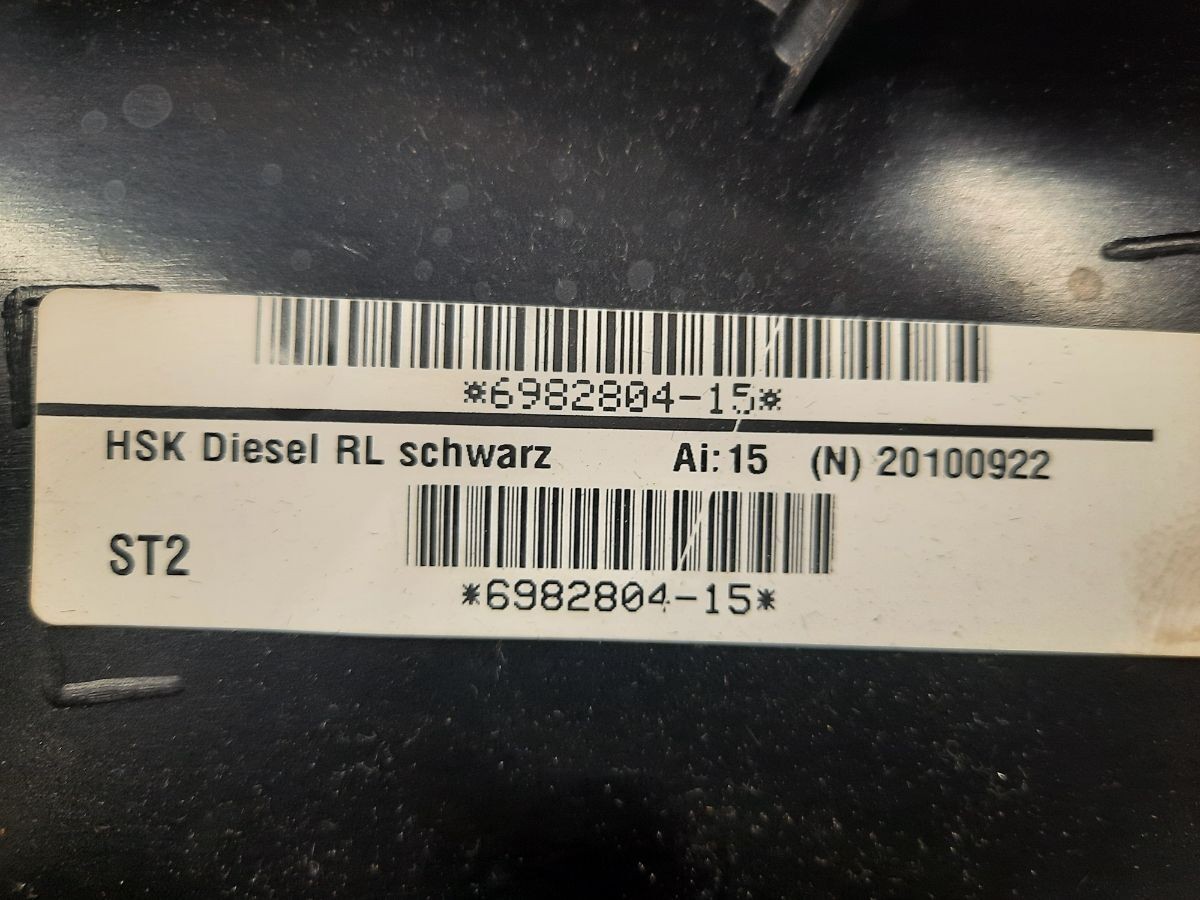 *6982804-15*
HSK Diesel RL schwarz Ai: 15 (N) 20100922
ST2
*6982804-15*